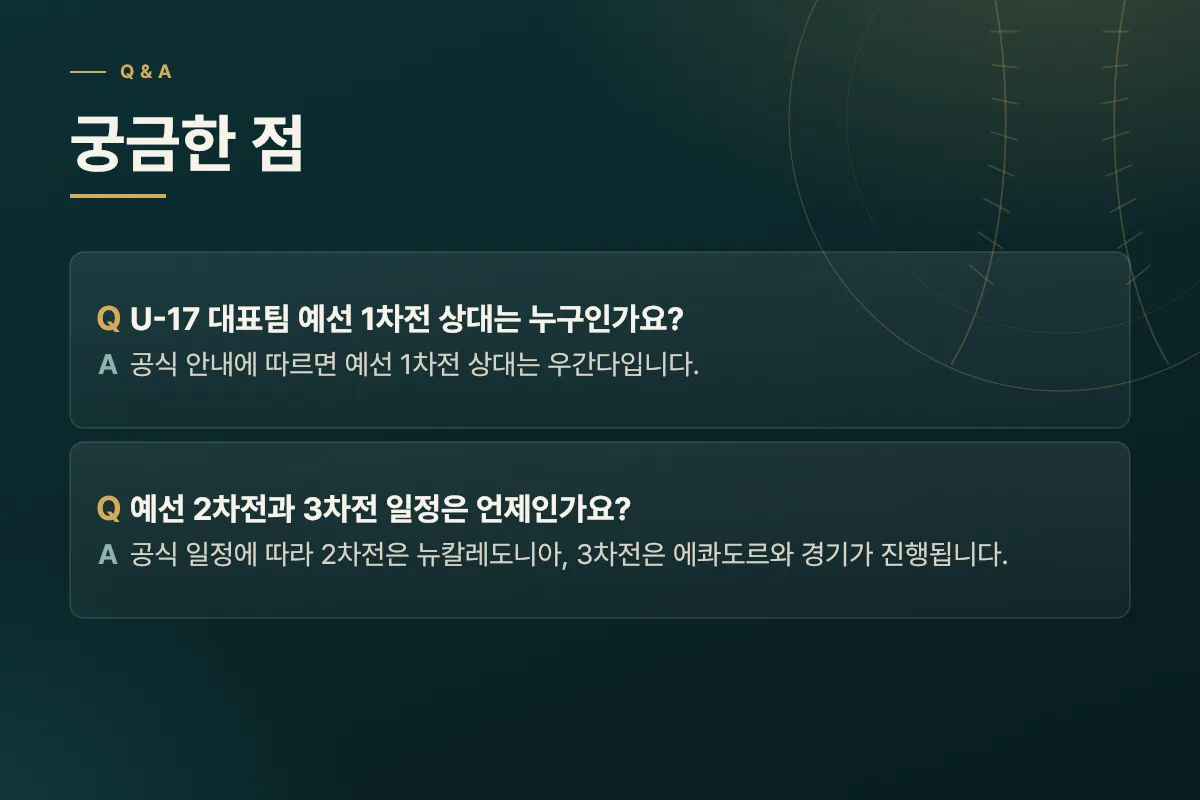 Q & A
궁금한 점
Q U-17 대표팀 예선 1차전 상대는 누구인가요?
A 공식 안내에 따르면 예선 1차전 상대는 우간다입니다.
Q 예선 2차전과 3차전 일정은 언제인가요?
A 공식 일정에 따라 2차전은 뉴칼레도니아, 3차전은 에콰도르와 경기가 진행됩니다.